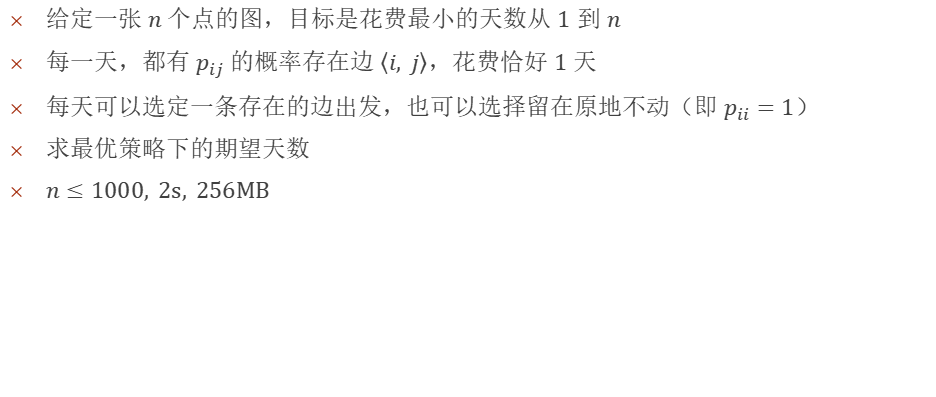 × 给定一张 n 个点的图，目标是花费最小的天数从 1 到 n
× 每一天，都有 p_{ij} 的概率存在边 ⟨i, j⟩，花费恰好 1 天
× 每天可以选定一条存在的边出发，也可以选择留在原地不动（即 p_{ii} = 1）
× 求最优策略下的期望天数
× n ≤ 1000, 2s, 256MB